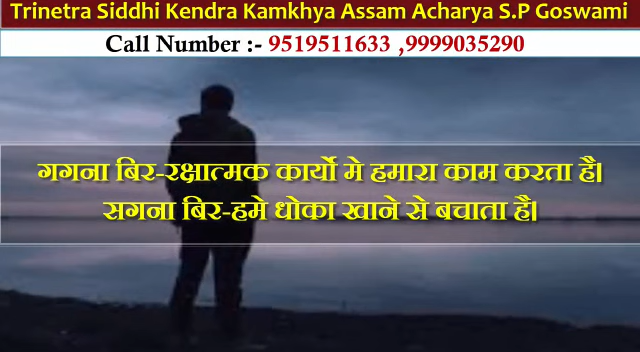 Trinetra Siddhi Kendra Kamkhya Assam Acharya S.P Goswami
Call Number :- 9519511633 ,9999035290
गगना बिर-रक्षात्मक कार्यो मे हमारा काम करता है।
सगना बिर-हमे धोका खाने से बचाता है।